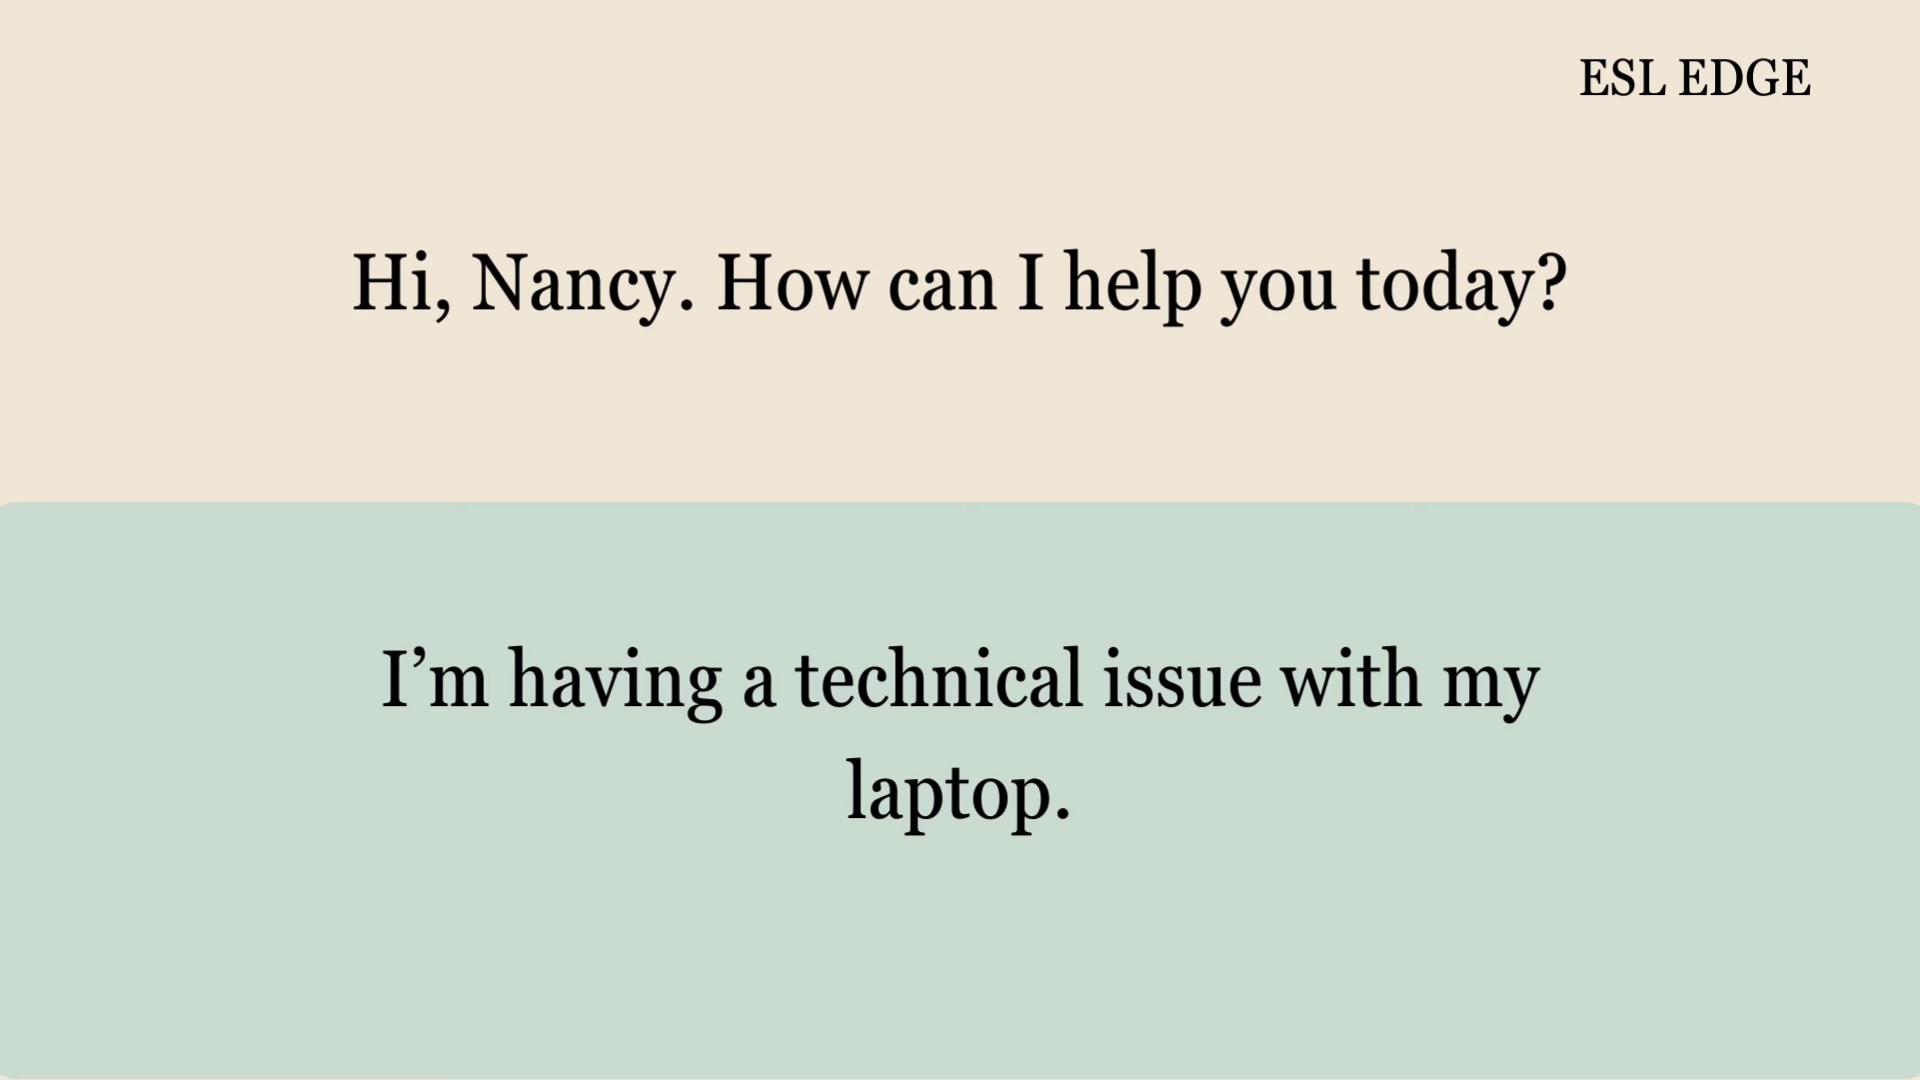 ESL EDGE
Hi, Nancy. How can I help you today?
I’m having a technical issue with my
laptop.